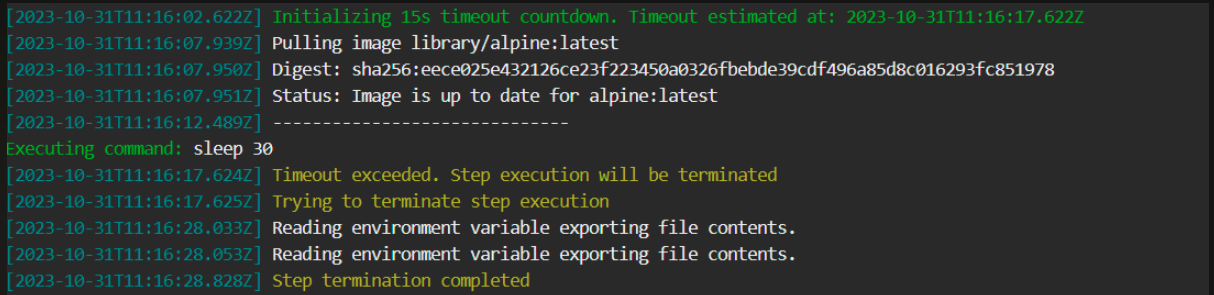 [2023-10-31T11:16:02.622Z] Initializing 15s timeout countdown. Timeout estimated at: 2023-10-31T11:16:17.622Z
[2023-10-31T11:16:07.939Z] Pulling image library/alpine:latest
[2023-10-31T11:16:07.950Z] Digest: sha256:eece025e432126ce23f223450a0326fbebde39cdf496a85d8c016293fc851978
[2023-10-31T11:16:07.951Z] Status: Image is up to date for alpine:latest
[2023-10-31T11:16:12.489Z] ------------------------------
Executing command: sleep 30
[2023-10-31T11:16:17.624Z] Timeout exceeded. Step execution will be terminated
[2023-10-31T11:16:17.625Z] Trying to terminate step execution
[2023-10-31T11:16:28.033Z] Reading environment variable exporting file contents.
[2023-10-31T11:16:28.053Z] Reading environment variable exporting file contents.
[2023-10-31T11:16:28.828Z] Step termination completed